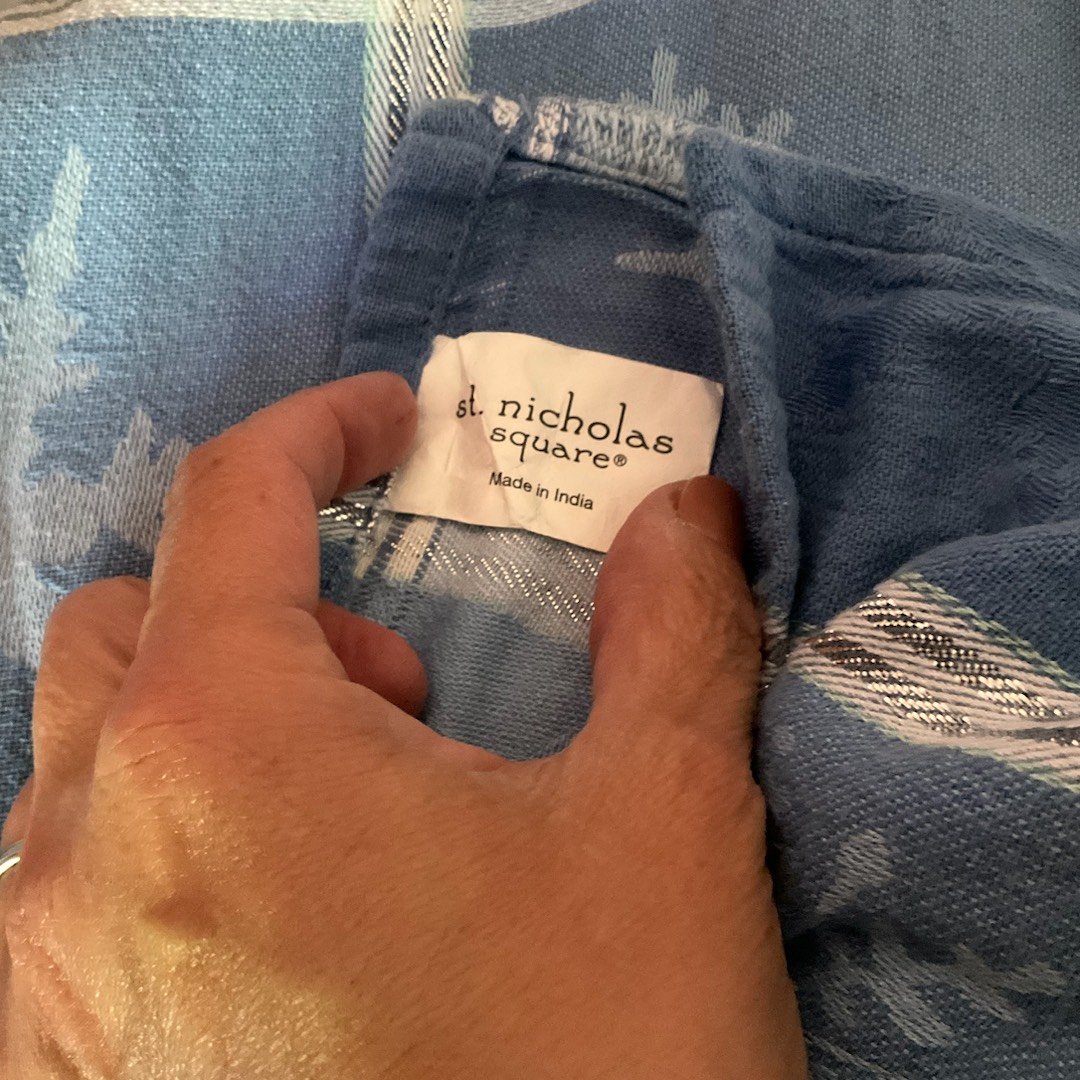 st. nicholas
square®
Made in India